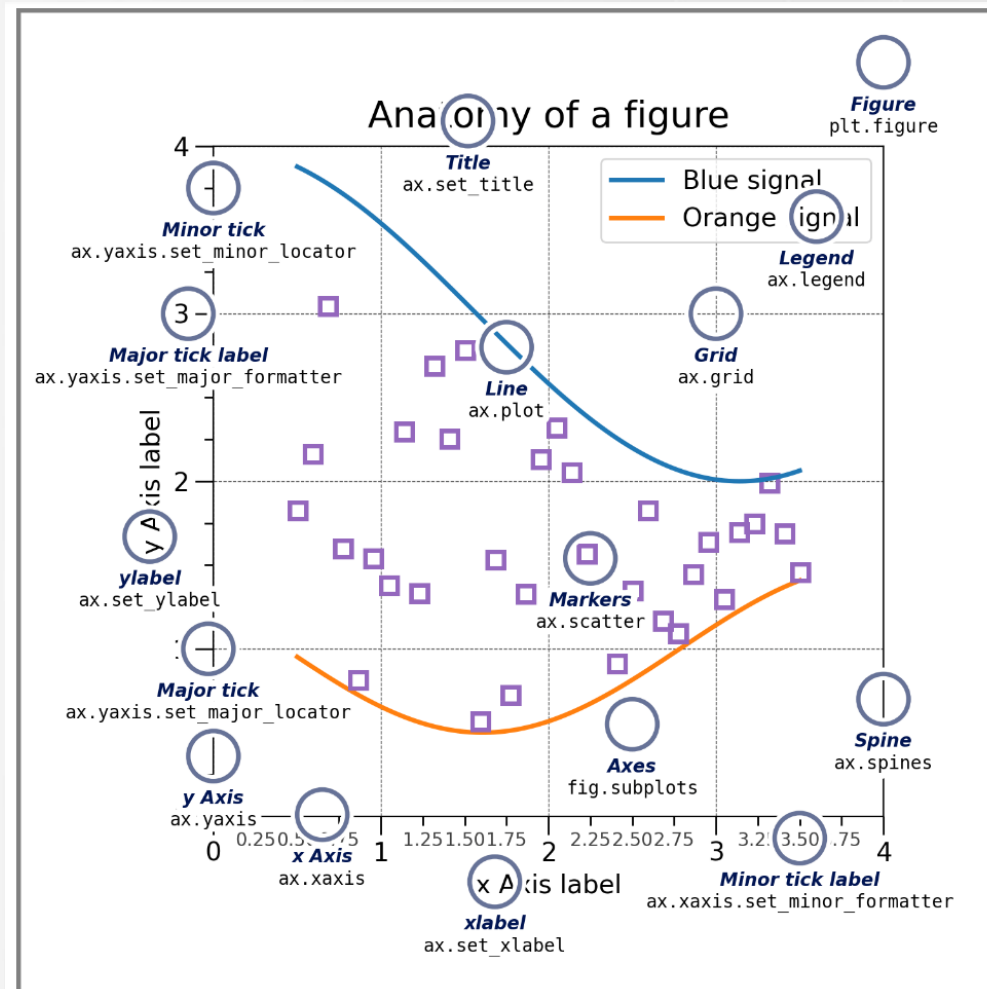 Figure
plt.figure
Anatomy of a figure
Title
ax.set_title
4
Blue signal
Orange signal
Legend
ax.legend
Minor tick
ax.yaxis.set_minor_locator
3
Major tick label
ax.yaxis.set_major_formatter
Grid
ax.grid
Line
ax.plot
y Axis label
2
ylabel
ax.set_ylabel
Markers
ax.scatter
Major tick
ax.yaxis.set_major_locator
Spine
ax.spines
Axes
fig.subplots
y Axis
ax.yaxis
0.25 1.25 1.50 1.75 2.25 2.50 2.75 3.50
0 1 2 3 4
x Axis
ax.xaxis
Minor tick label
ax.xaxis.set_minor_formatter
x Axis label
xlabel
ax.set_xlabel